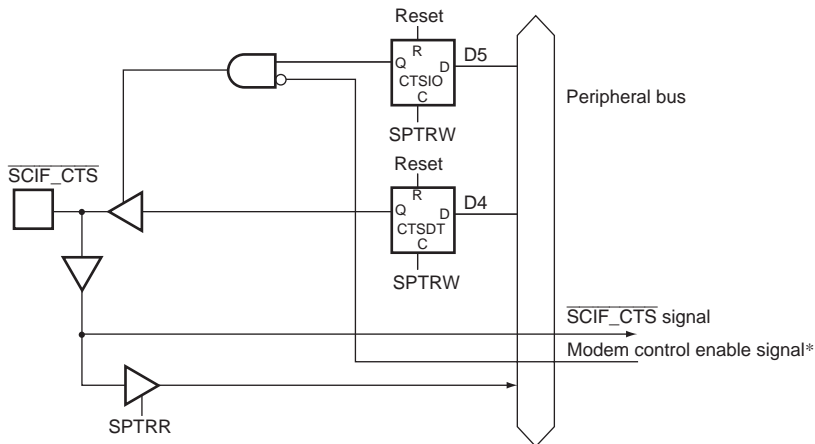 Reset
R
Q
D
D5
CTSIO
C
Peripheral bus
SPTRW
Reset
SCIF_CTS
R
Q
D
D4
CTSDT
C
SPTRW
SCIF_CTS signal
Modem control enable signal*
SPTRR